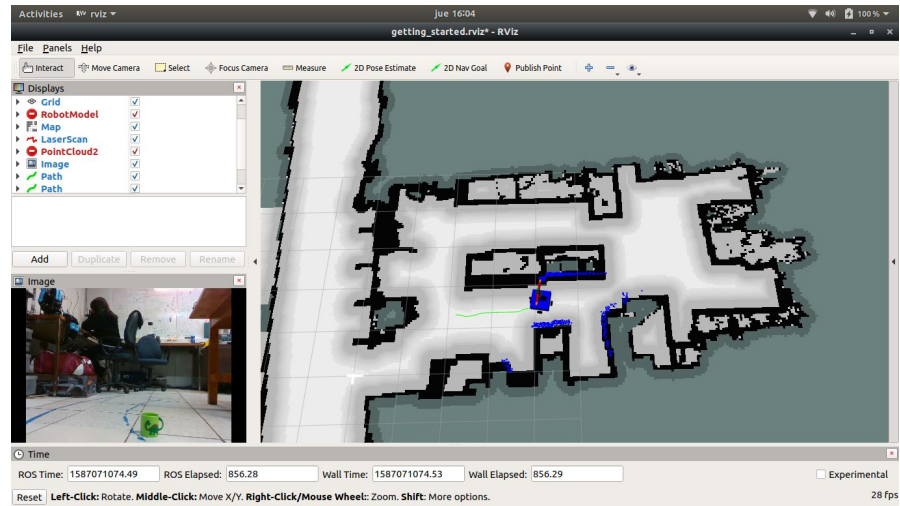 Activities rviz jue 16:04 100 %
getting_started.rviz* - RViz
File Panels Help
Interact Move Camera Select Focus Camera Measure 2D Pose Estimate 2D Nav Goal Publish Point
Displays
Grid
RobotModel
Map
LaserScan
PointCloud2
Image
Path
Path
Add Duplicate Remove Rename
Image
Time
ROS Time: 1587071074.49 ROS Elapsed: 856.28 Wall Time: 1587071074.53 Wall Elapsed: 856.29 Experimental
Reset Left-Click: Rotate. Middle-Click: Move X/Y. Right-Click/Mouse Wheel:: Zoom. Shift: More options. 28 fps